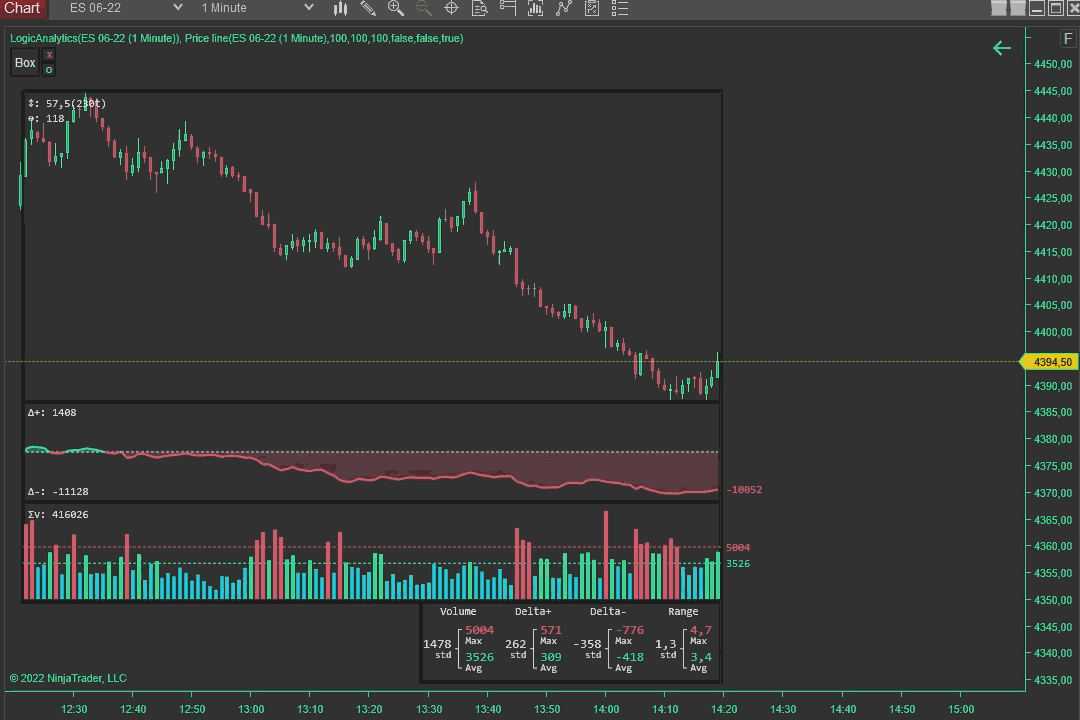 Chart ES 06-22 1 Minute
LogicAnalytics(ES 06-22 (1 Minute)), Price line(ES 06-22 (1 Minute),100,100,100,false,false,true)
F
Box x
o
4450,00
4445,00
4440,00
4435,00
4430,00
4425,00
4420,00
4415,00
4410,00
4405,00
4400,00
4394,50
4390,00
4385,00
4380,00
4375,00
4370,00
4365,00
4360,00
4355,00
4350,00
4345,00
4340,00
4335,00
⇕: 57,5(230t)
⇔: 118
Δ+: 1408
Δ-: -11128
-10052
Σv: 416026
5004
3526
Volume Delta+ Delta- Range
5004 571 -776 4,7
Max Max Max Max
1478 262 -358 1,3
std std std std
3526 309 -418 3,4
Avg Avg Avg Avg
© 2022 NinjaTrader, LLC
12:30 12:40 12:50 13:00 13:10 13:20 13:30 13:40 13:50 14:00 14:10 14:20 14:30 14:40 14:50 15:00